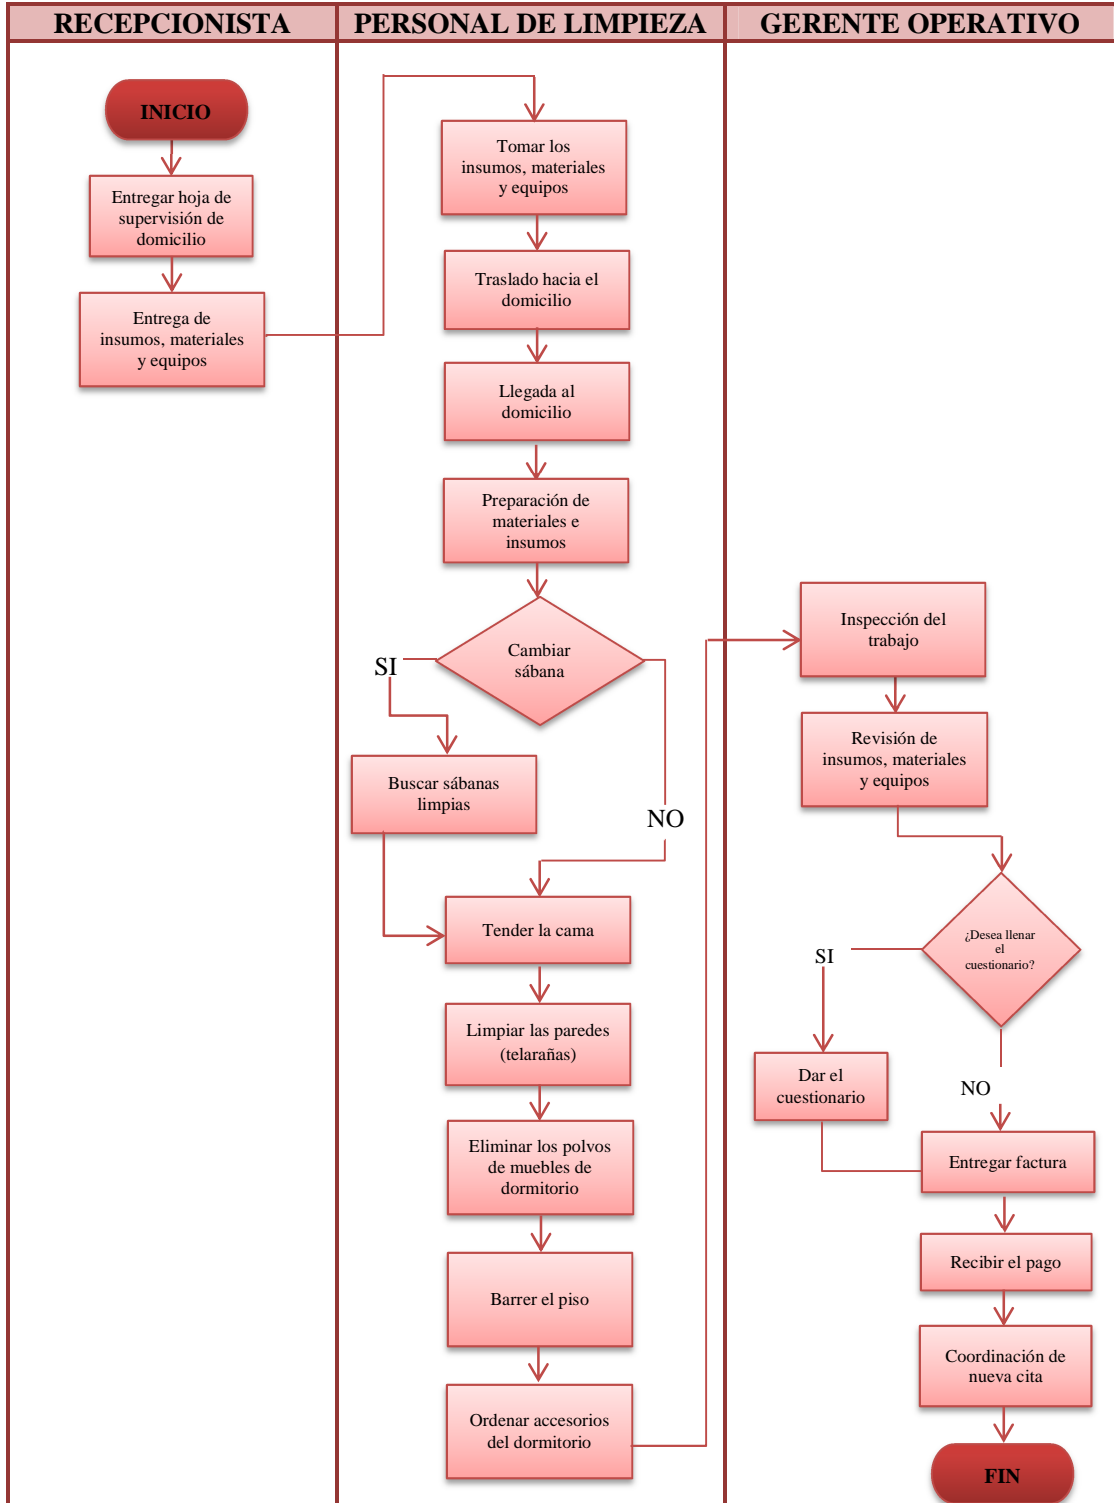 RECEPCIONISTA
PERSONAL DE LIMPIEZA
GERENTE OPERATIVO
INICIO
Entregar hoja de
supervisión de
domicilio
Entrega de
insumos, materiales
y equipos
Tomar los
insumos, materiales
y equipos
Traslado hacia el
domicilio
Llegada al
domicilio
Preparación de
materiales e
insumos
Cambiar
sábana
SI
Buscar sábanas
limpias
NO
Tender la cama
Limpiar las paredes
(telarañas)
Eliminar los polvos
de muebles de
dormitorio
Barrer el piso
Ordenar accesorios
del dormitorio
Inspección del
trabajo
Revisión de
insumos, materiales
y equipos
¿Desea llenar
el
cuestionario?
SI
Dar el
cuestionario
NO
Entregar factura
Recibir el pago
Coordinación de
nueva cita
FIN